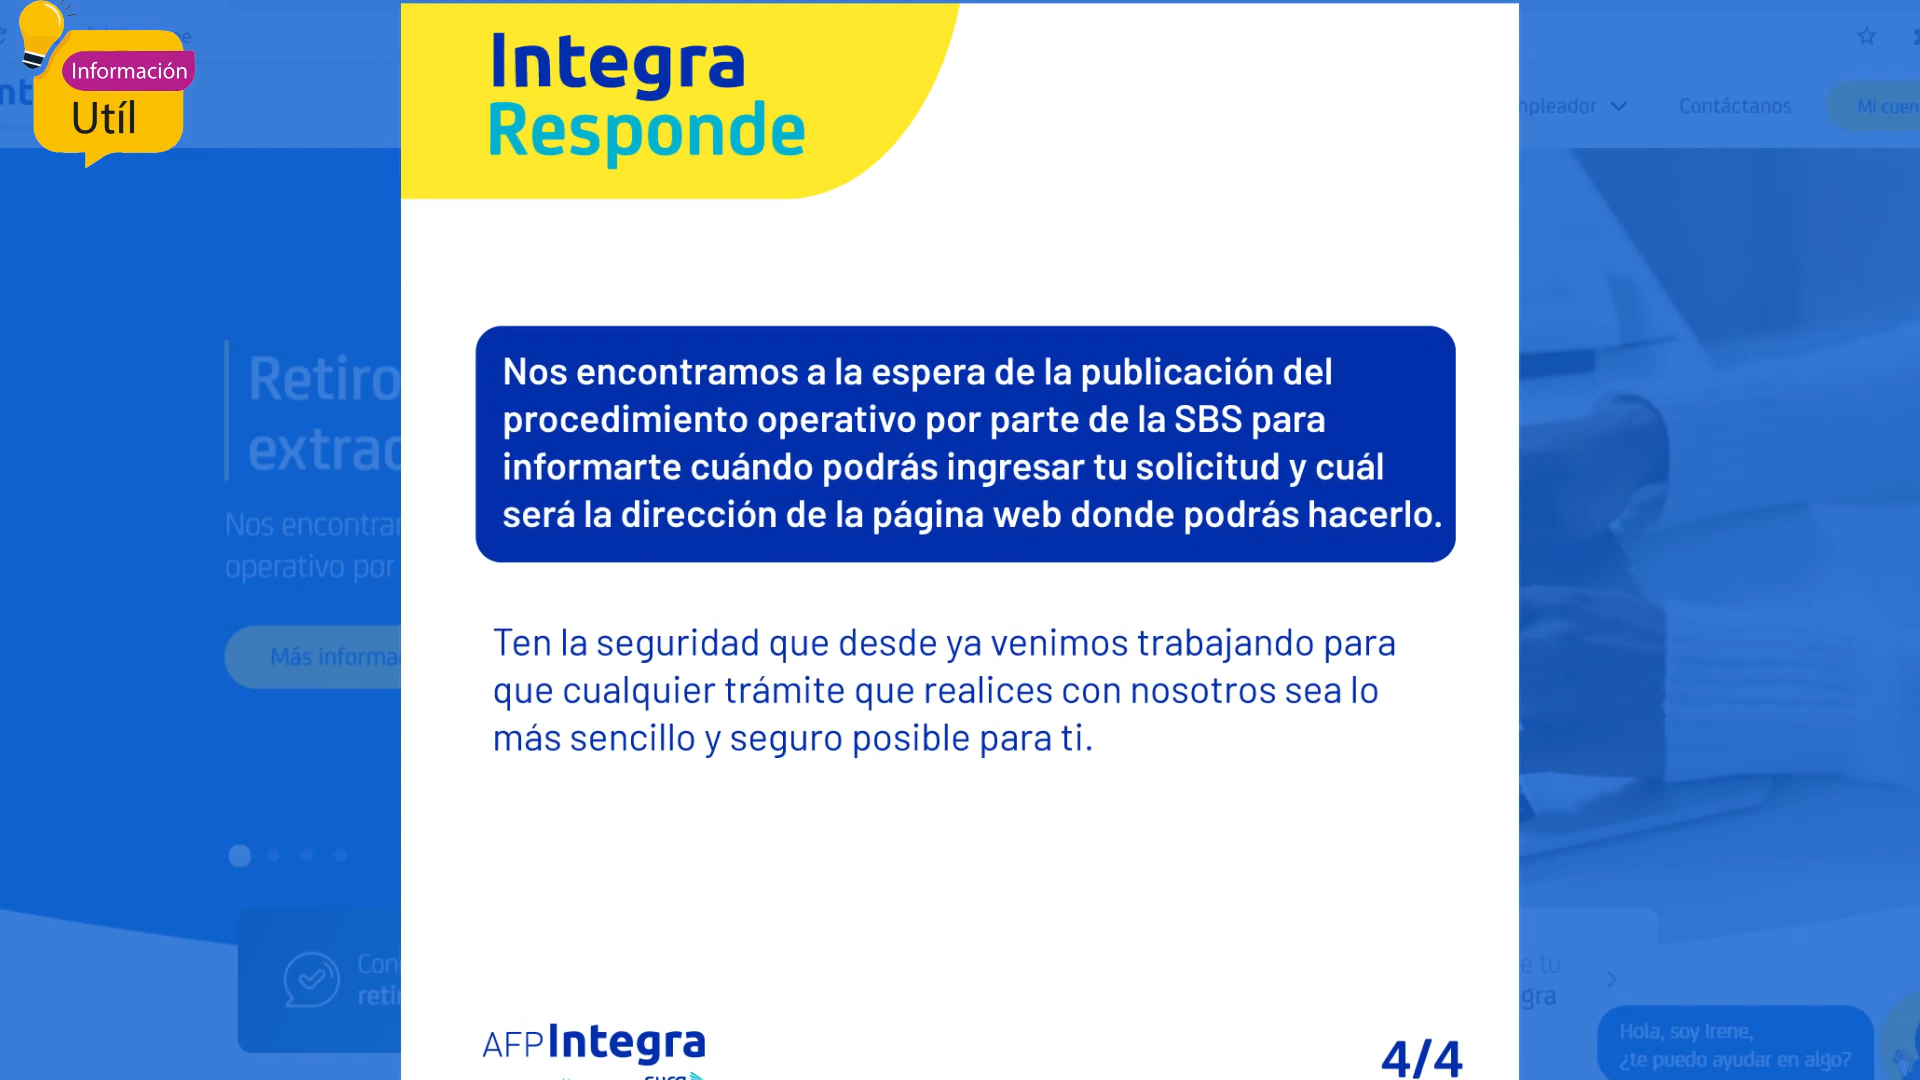 Información
Utíl
Integra
Responde
Contáctanos
Nos encontramos a la espera de la publicación del
procedimiento operativo por parte de la SBS para
informarte cuándo podrás ingresar tu solicitud y cuál
será la dirección de la página web donde podrás hacerlo.
Ten la seguridad que desde ya venimos trabajando para
que cualquier trámite que realices con nosotros sea lo
más sencillo y seguro posible para ti.
Retiro
Nos
operativo por
Más
e tu
gra
Hola, soy Irene,
¿te puedo ayudar en algo?
AFP Integra
4/4